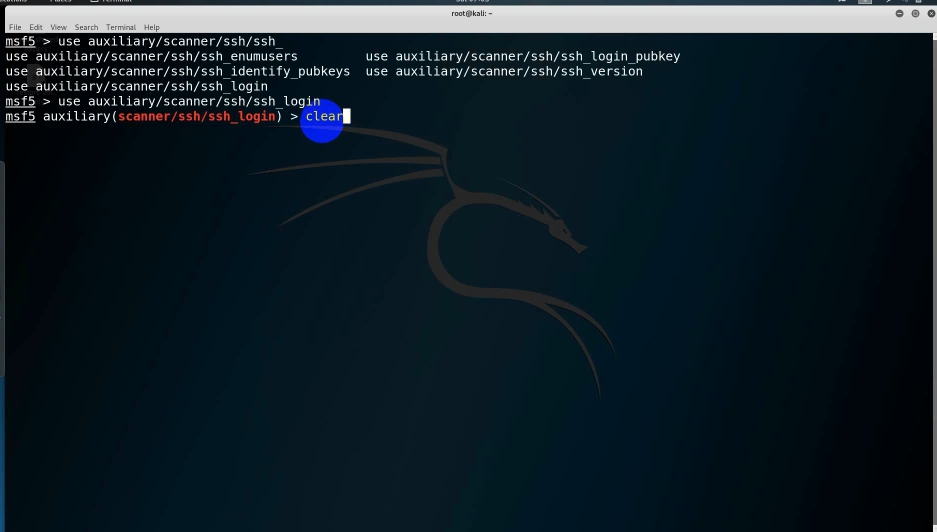 root@kali: ~
File Edit View Search Terminal Help
msf5 > use auxiliary/scanner/ssh/ssh_
use auxiliary/scanner/ssh/ssh_enumusers use auxiliary/scanner/ssh/ssh_login_pubkey
use auxiliary/scanner/ssh/ssh_identify_pubkeys use auxiliary/scanner/ssh/ssh_version
use auxiliary/scanner/ssh/ssh_login
msf5 > use auxiliary/scanner/ssh/ssh_login
msf5 auxiliary(scanner/ssh/ssh_login) > clear